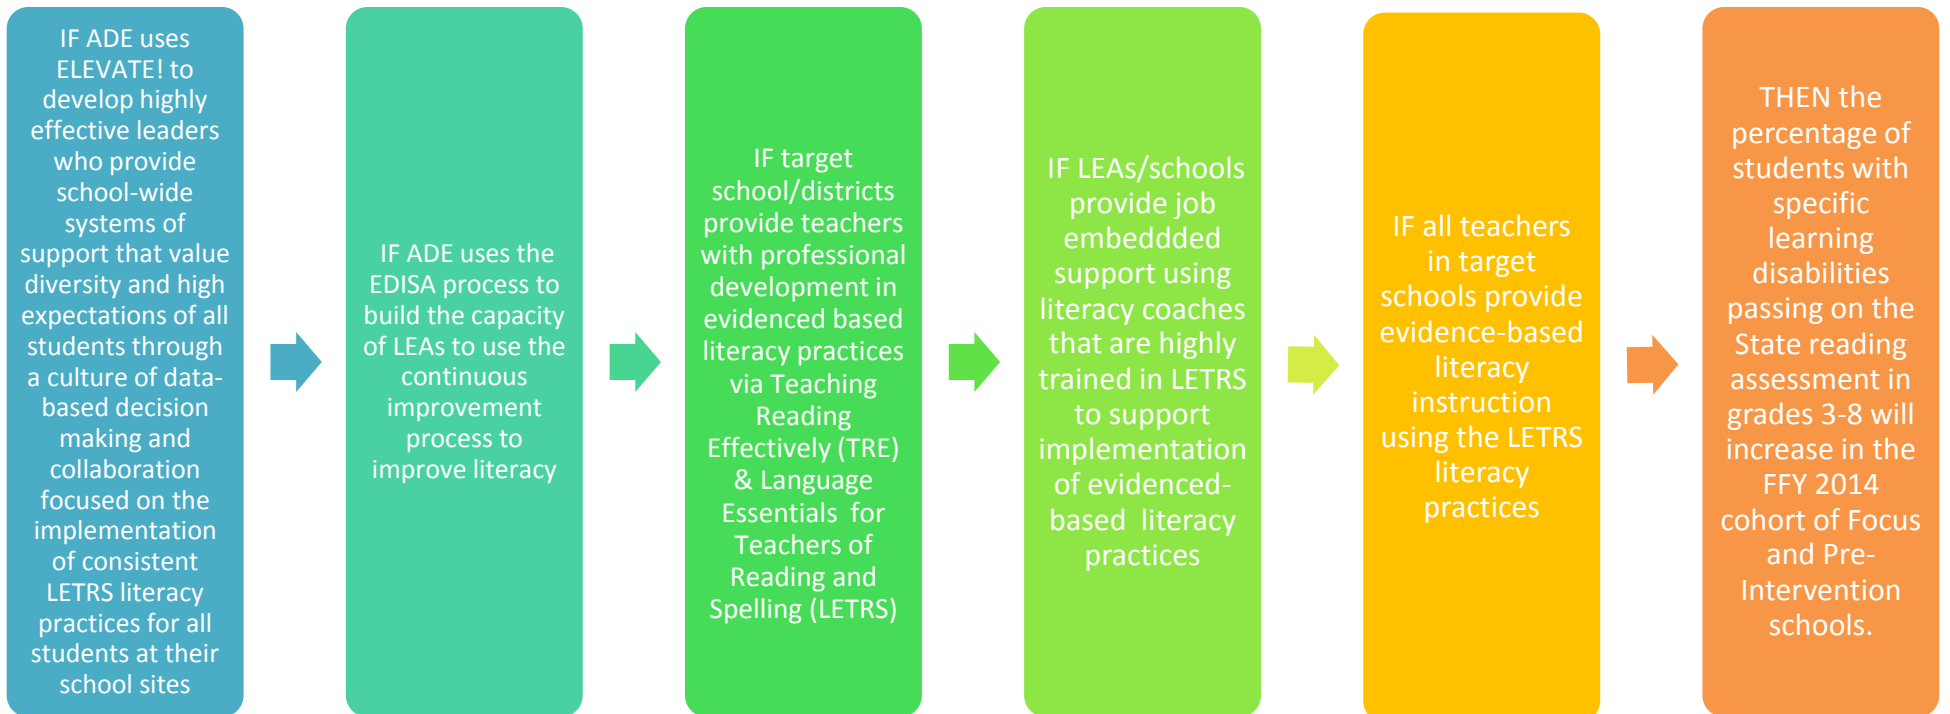 IF ADE uses
ELEVATE! to
develop highly
effective leaders
who provide
school-wide
systems of
support that value
diversity and high
expectations of all
students through
a culture of data-
based decision
making and
collaboration
focused on the
implementation
of consistent
LETRS literacy
practices for all
students at their
school sites
IF ADE uses the
EDISA process to
build the capacity
of LEAs to use the
continuous
improvement
process to
improve literacy
IF target
school/districts
provide teachers
with professional
development in
evidenced based
literacy practices
via Teaching
Reading
Effectively (TRE)
& Language
Essentials for
Teachers of
Reading and
Spelling (LETRS)
IF LEAs/schools
provide job
embeddded
support using
literacy coaches
that are highly
trained in LETRS
to support
implementation
of evidenced-
based literacy
practices
IF all teachers
in target
schools provide
evidence-based
literacy
instruction
using the LETRS
literacy
practices
THEN the
percentage of
students with
specific
learning
disabilities
passing on the
State reading
assessment in
grades 3-8 will
increase in the
FFY 2014
cohort of Focus
and Pre-
Intervention
schools.